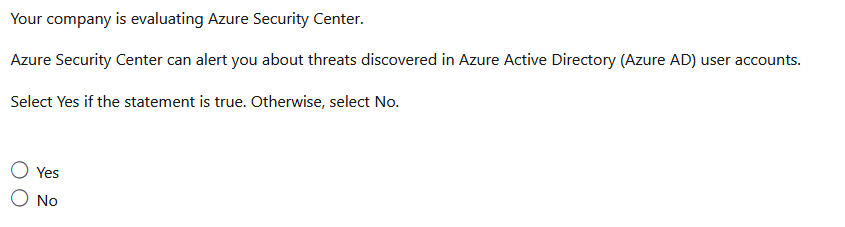 Your company is evaluating Azure Security Center.
Azure Security Center can alert you about threats discovered in Azure Active Directory (Azure AD) user accounts.
Select Yes if the statement is true. Otherwise, select No.
Yes
No